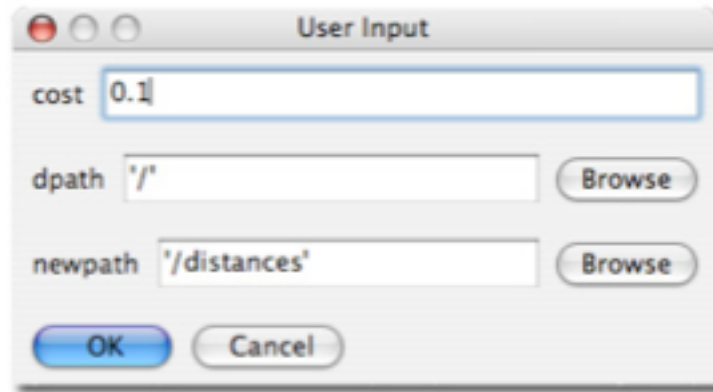 User Input
cost 0.1
dpath '/' Browse
newpath '/distances' Browse
OK Cancel